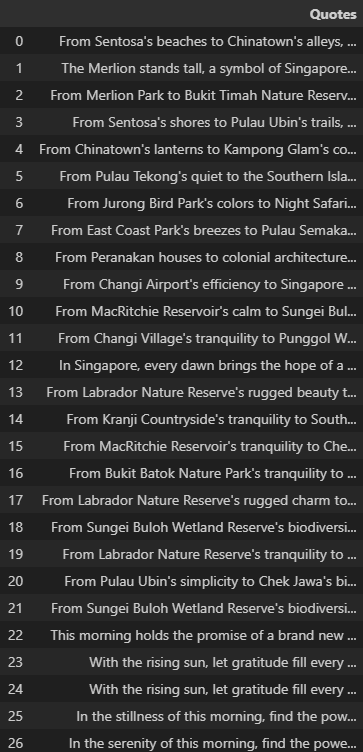 Quotes
0 From Sentosa's beaches to Chinatown's alleys, ...
1 The Merlion stands tall, a symbol of Singapore...
2 From Merlion Park to Bukit Timah Nature Reserv...
3 From Sentosa's shores to Pulau Ubin's trails, ...
4 From Chinatown's lanterns to Kampong Glam's co...
5 From Pulau Tekong's quiet to the Southern Isla...
6 From Jurong Bird Park's colors to Night Safari...
7 From East Coast Park's breezes to Pulau Semaka...
8 From Peranakan houses to colonial architecture...
9 From Changi Airport's efficiency to Singapore ...
10 From MacRitchie Reservoir's calm to Sungei Bul...
11 From Changi Village's tranquility to Punggol W...
12 In Singapore, every dawn brings the hope of a ...
13 From Labrador Nature Reserve's rugged beauty t...
14 From Kranji Countryside's tranquility to South...
15 From MacRitchie Reservoir's tranquility to Che...
16 From Bukit Batok Nature Park's tranquility to ...
17 From Labrador Nature Reserve's rugged charm to...
18 From Sungei Buloh Wetland Reserve's biodiversi...
19 From Labrador Nature Reserve's tranquility to ...
20 From Pulau Ubin's simplicity to Chek Jawa's bi...
21 From Sungei Buloh Wetland Reserve's biodiversi...
22 This morning holds the promise of a brand new ...
23 With the rising sun, let gratitude fill every ...
24 With the rising sun, let gratitude fill every ...
25 In the stillness of this morning, find the pow...
26 In the serenity of this morning, find the powe...